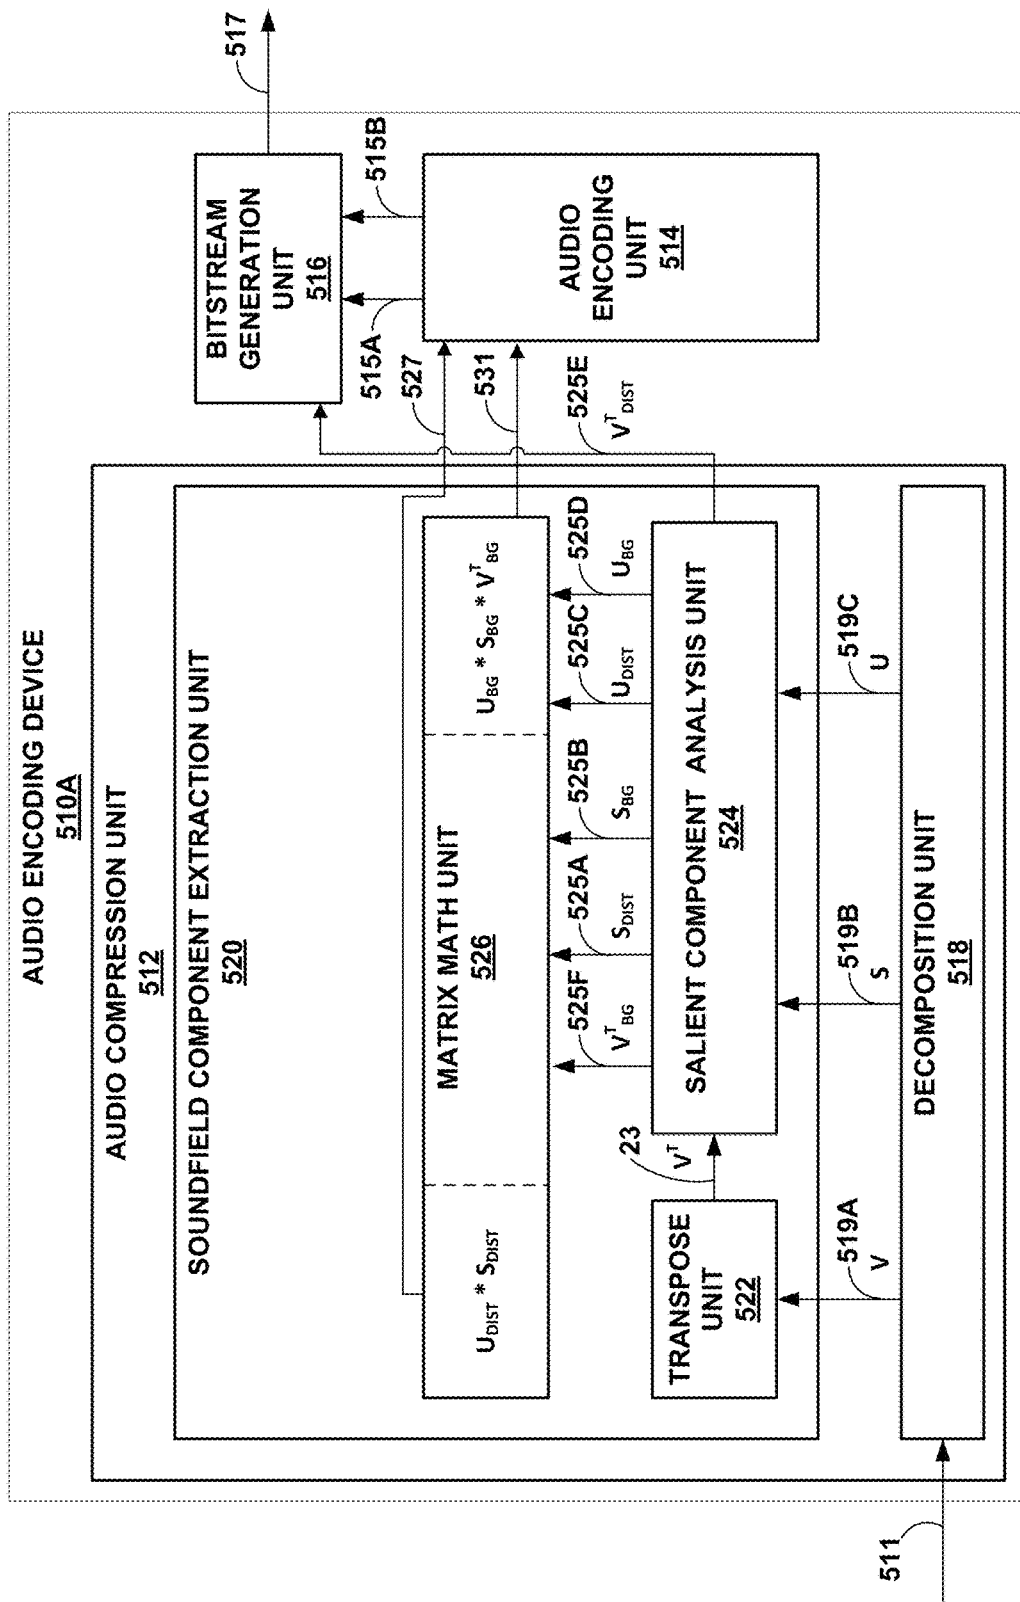 AUDIO ENCODING DEVICE
510A
AUDIO COMPRESSION UNIT
512
SOUNDFIELD COMPONENT EXTRACTION UNIT
520
U_DIST * S_DIST
MATRIX MATH UNIT
526
U_BG * S_BG * V^T_BG
525F
V^T_BG
525A
S_DIST
525B
S_BG
525C
U_DIST
525D
U_BG
TRANSPOSE
UNIT
522
23
V^T
SALIENT COMPONENT ANALYSIS UNIT
524
525E
V^T_DIST
519A
V
519B
S
519C
U
DECOMPOSITION UNIT
518
511
BITSTREAM
GENERATION
UNIT
516
517
515A
515B
527
531
AUDIO
ENCODING
UNIT
514